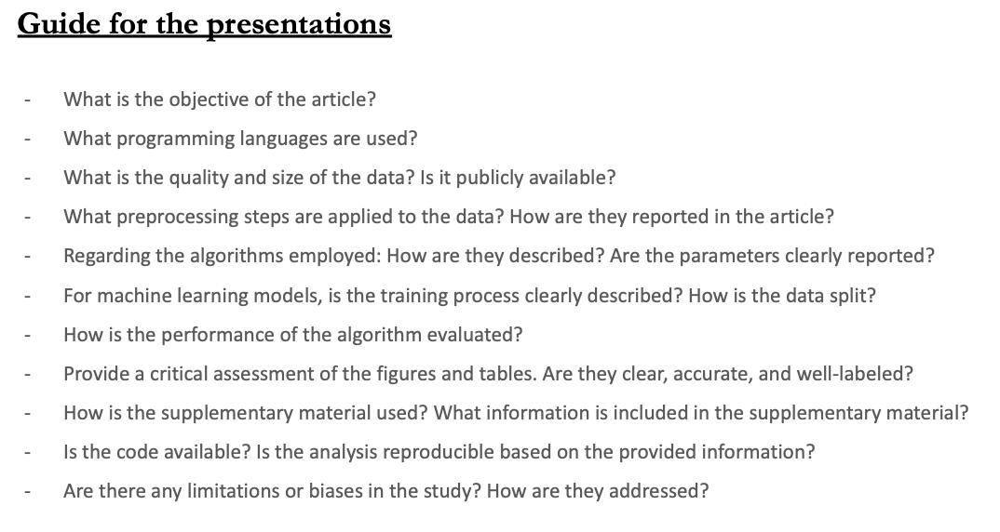 Guide for the presentations
- What is the objective of the article?
- What programming languages are used?
- What is the quality and size of the data? Is it publicly available?
- What preprocessing steps are applied to the data? How are they reported in the article?
- Regarding the algorithms employed: How are they described? Are the parameters clearly reported?
- For machine learning models, is the training process clearly described? How is the data split?
- How is the performance of the algorithm evaluated?
- Provide a critical assessment of the figures and tables. Are they clear, accurate, and well-labeled?
- How is the supplementary material used? What information is included in the supplementary material?
- Is the code available? Is the analysis reproducible based on the provided information?
- Are there any limitations or biases in the study? How are they addressed?